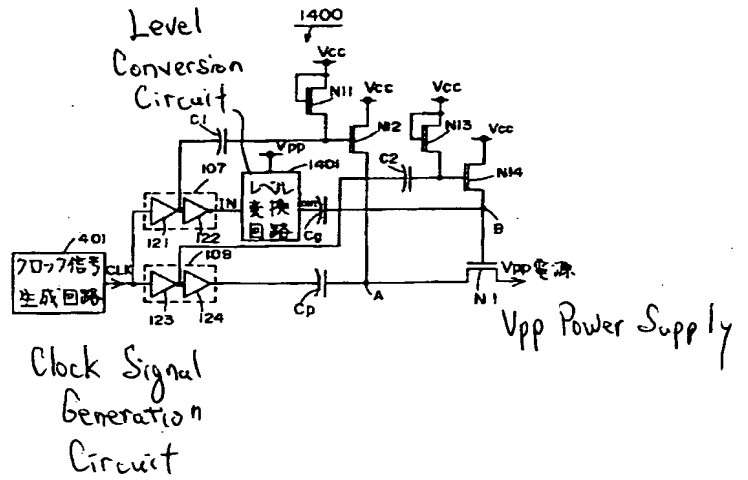 Level
Conversion
Circuit
1400
Vcc
N11
Vcc
N12
Vcc
N13
Vcc
N14
C1
C2
Vpp
1401
107
IN
レベル
変換
回路
OUT
Cg
B
121
122
109
401
クロック信号
生成回路
CLK
123
124
Cp
A
Vpp電源
N1
Vpp Power Supply
Clock Signal
Generation
Circuit